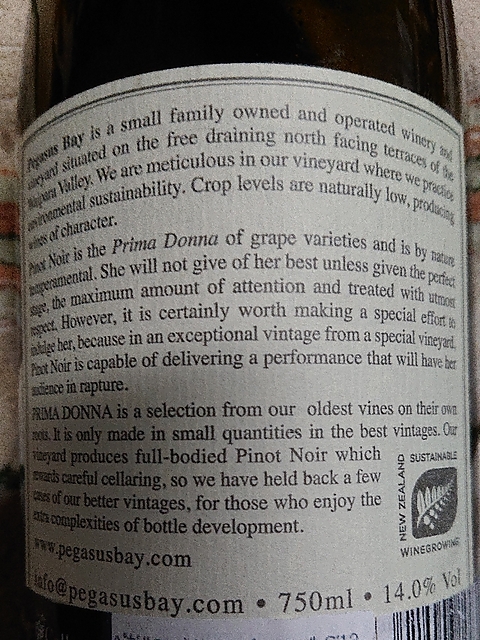 Pegasus Bay is a small family owned and operated winery and
vineyard situated on the free draining north facing terraces of the
Waipara Valley. We are meticulous in our vineyard where we practice
environmental sustainability. Crop levels are naturally low, producing
wines of character.
Pinot Noir is the Prima Donna of grape varieties and is by nature
temperamental. She will not give of her best unless given the perfect
stage, the maximum amount of attention and treated with utmost
respect. However, it is certainly worth making a special effort to
indulge her, because in an exceptional vintage from a special vineyard,
Pinot Noir is capable of delivering a performance that will have her
audience in rapture.
PRIMA DONNA is a selection from our oldest vines on their own
roots. It is only made in small quantities in the best vintages. Our
vineyard produces full-bodied Pinot Noir which
rewards careful cellaring, so we have held back a few
cases of our better vintages, for those who enjoy the
extra complexities of bottle development.
NEW ZEALAND
SUSTAINABLE
WINEGROWING
www.pegasusbay.com
info@pegasusbay.com • 750ml • 14.0% Vol